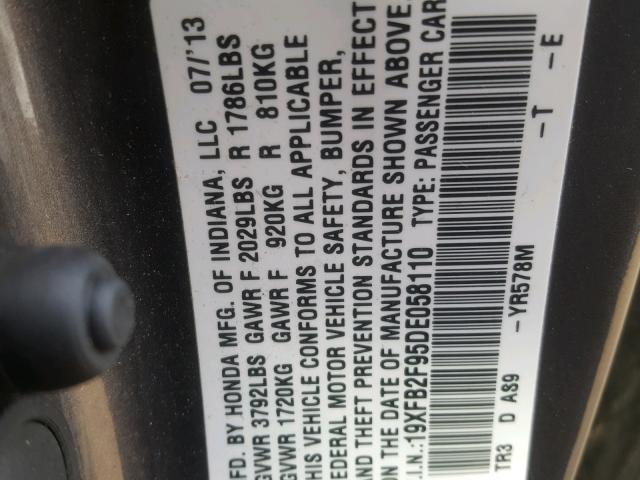 FD. BY HONDA MFG. OF INDIANA, LLC 07/'13
GVWR 3792LBS GAWR F 2029LBS R 1786LBS
GVWR 1720KG GAWR F 920KG R 810KG
HIS VEHICLE CONFORMS TO ALL APPLICABLE
EDERAL MOTOR VEHICLE SAFETY, BUMPER,
THEFT PREVENTION STANDARDS IN EFFECT
ON THE DATE OF MANUFACTURE SHOWN ABOVE.
.I.N.:19XFB2F95DE058110 TYPE: PASSENGER CAR
TR3 D A89 -YR578M -T -E